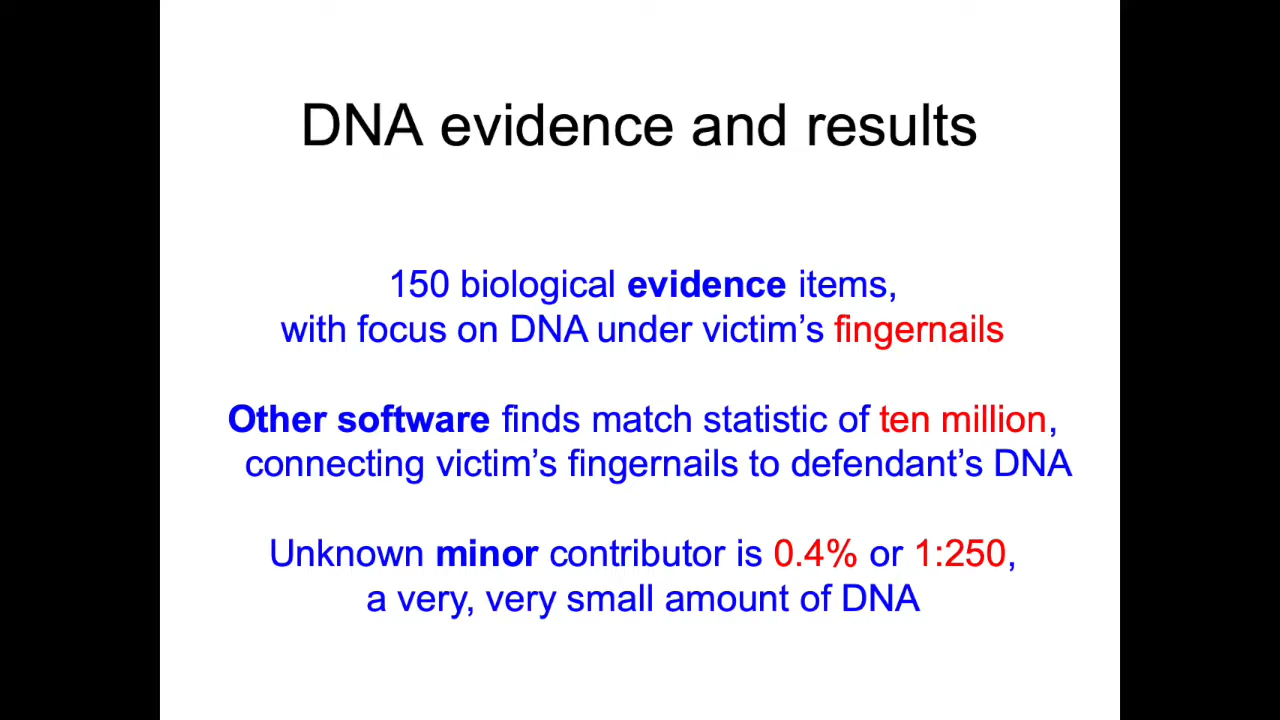 DNA evidence and results
150 biological evidence items,
with focus on DNA under victim’s fingernails
Other software finds match statistic of ten million,
connecting victim’s fingernails to defendant’s DNA
Unknown minor contributor is 0.4% or 1:250,
a very, very small amount of DNA